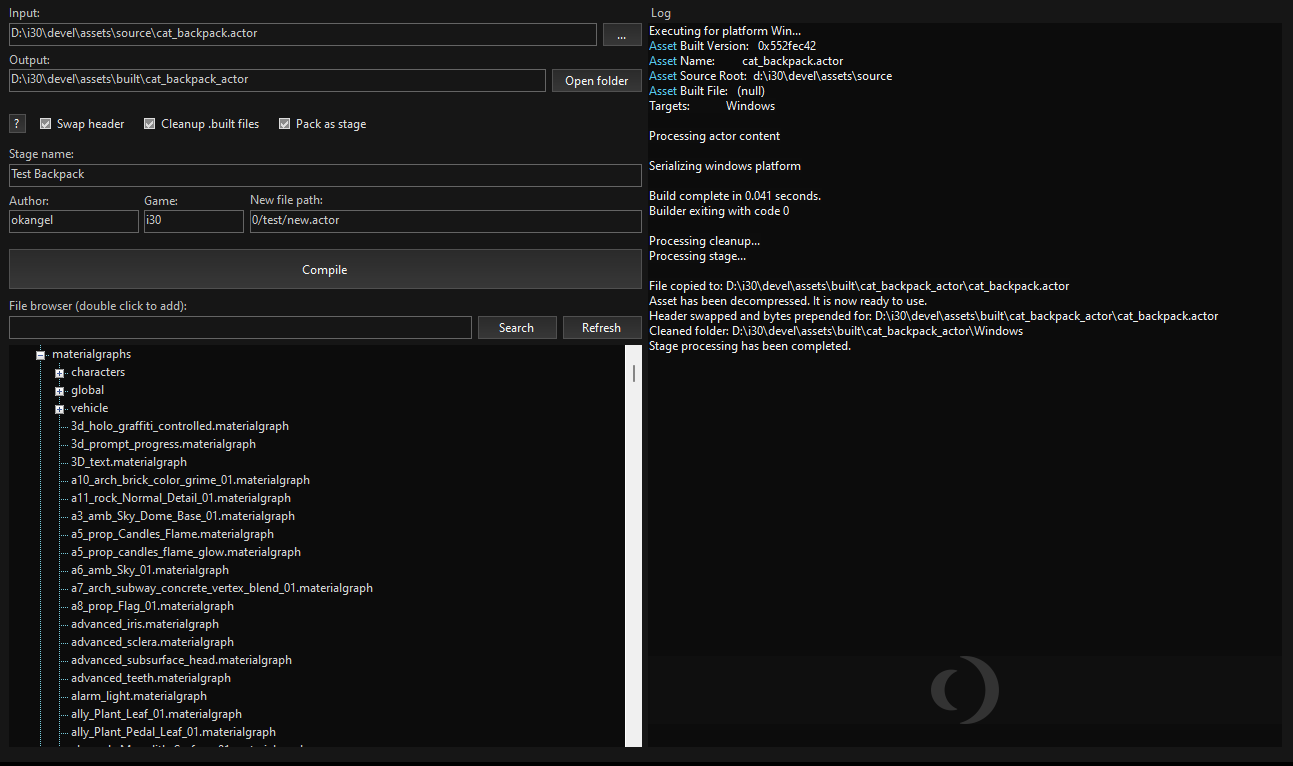 Input:
D:\i30\devel\assets\source\cat_backpack.actor
...
Output:
D:\i30\devel\assets\built\cat_backpack_actor
Open folder
?
Swap header
Cleanup .built files
Pack as stage
Stage name:
Test Backpack
Author:
Game:
New file path:
okangel
i30
0/test/new.actor
Compile
File browser (double click to add):
Search
Refresh
materialgraphs
characters
global
vehicle
3d_holo_graffiti_controlled.materialgraph
3d_prompt_progress.materialgraph
3D_text.materialgraph
a10_arch_brick_color_grime_01.materialgraph
a11_rock_Normal_Detail_01.materialgraph
a3_amb_Sky_Dome_Base_01.materialgraph
a5_prop_Candles_Flame.materialgraph
a5_prop_candles_flame_glow.materialgraph
a6_amb_Sky_01.materialgraph
a7_arch_subway_concrete_vertex_blend_01.materialgraph
a8_prop_Flag_01.materialgraph
advanced_iris.materialgraph
advanced_sclera.materialgraph
advanced_subsurface_head.materialgraph
advanced_teeth.materialgraph
alarm_light.materialgraph
ally_Plant_Leaf_01.materialgraph
ally_Plant_Pedal_Leaf_01.materialgraph
Log
Executing for platform Win...
Asset Built Version: 0x552fec42
Asset Name: cat_backpack.actor
Asset Source Root: d:\i30\devel\assets\source
Asset Built File: (null)
Targets: Windows
Processing actor content
Serializing windows platform
Build complete in 0.041 seconds.
Builder exiting with code 0
Processing cleanup...
Processing stage...
File copied to: D:\i30\devel\assets\built\cat_backpack_actor\cat_backpack.actor
Asset has been decompressed. It is now ready to use.
Header swapped and bytes prepended for: D:\i30\devel\assets\built\cat_backpack_actor\cat_backpack.actor
Cleaned folder: D:\i30\devel\assets\built\cat_backpack_actor\Windows
Stage processing has been completed.